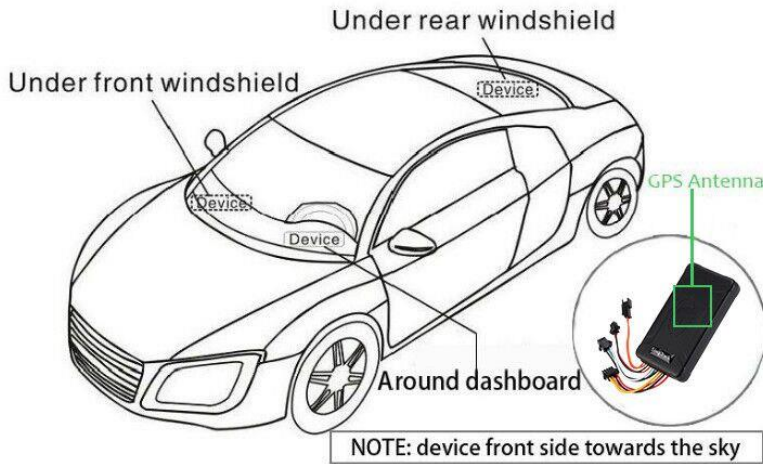 Under rear windshield
Device
Under front windshield
Device
GPS Antenna
Device
Around dashboard
NOTE: device front side towards the sky